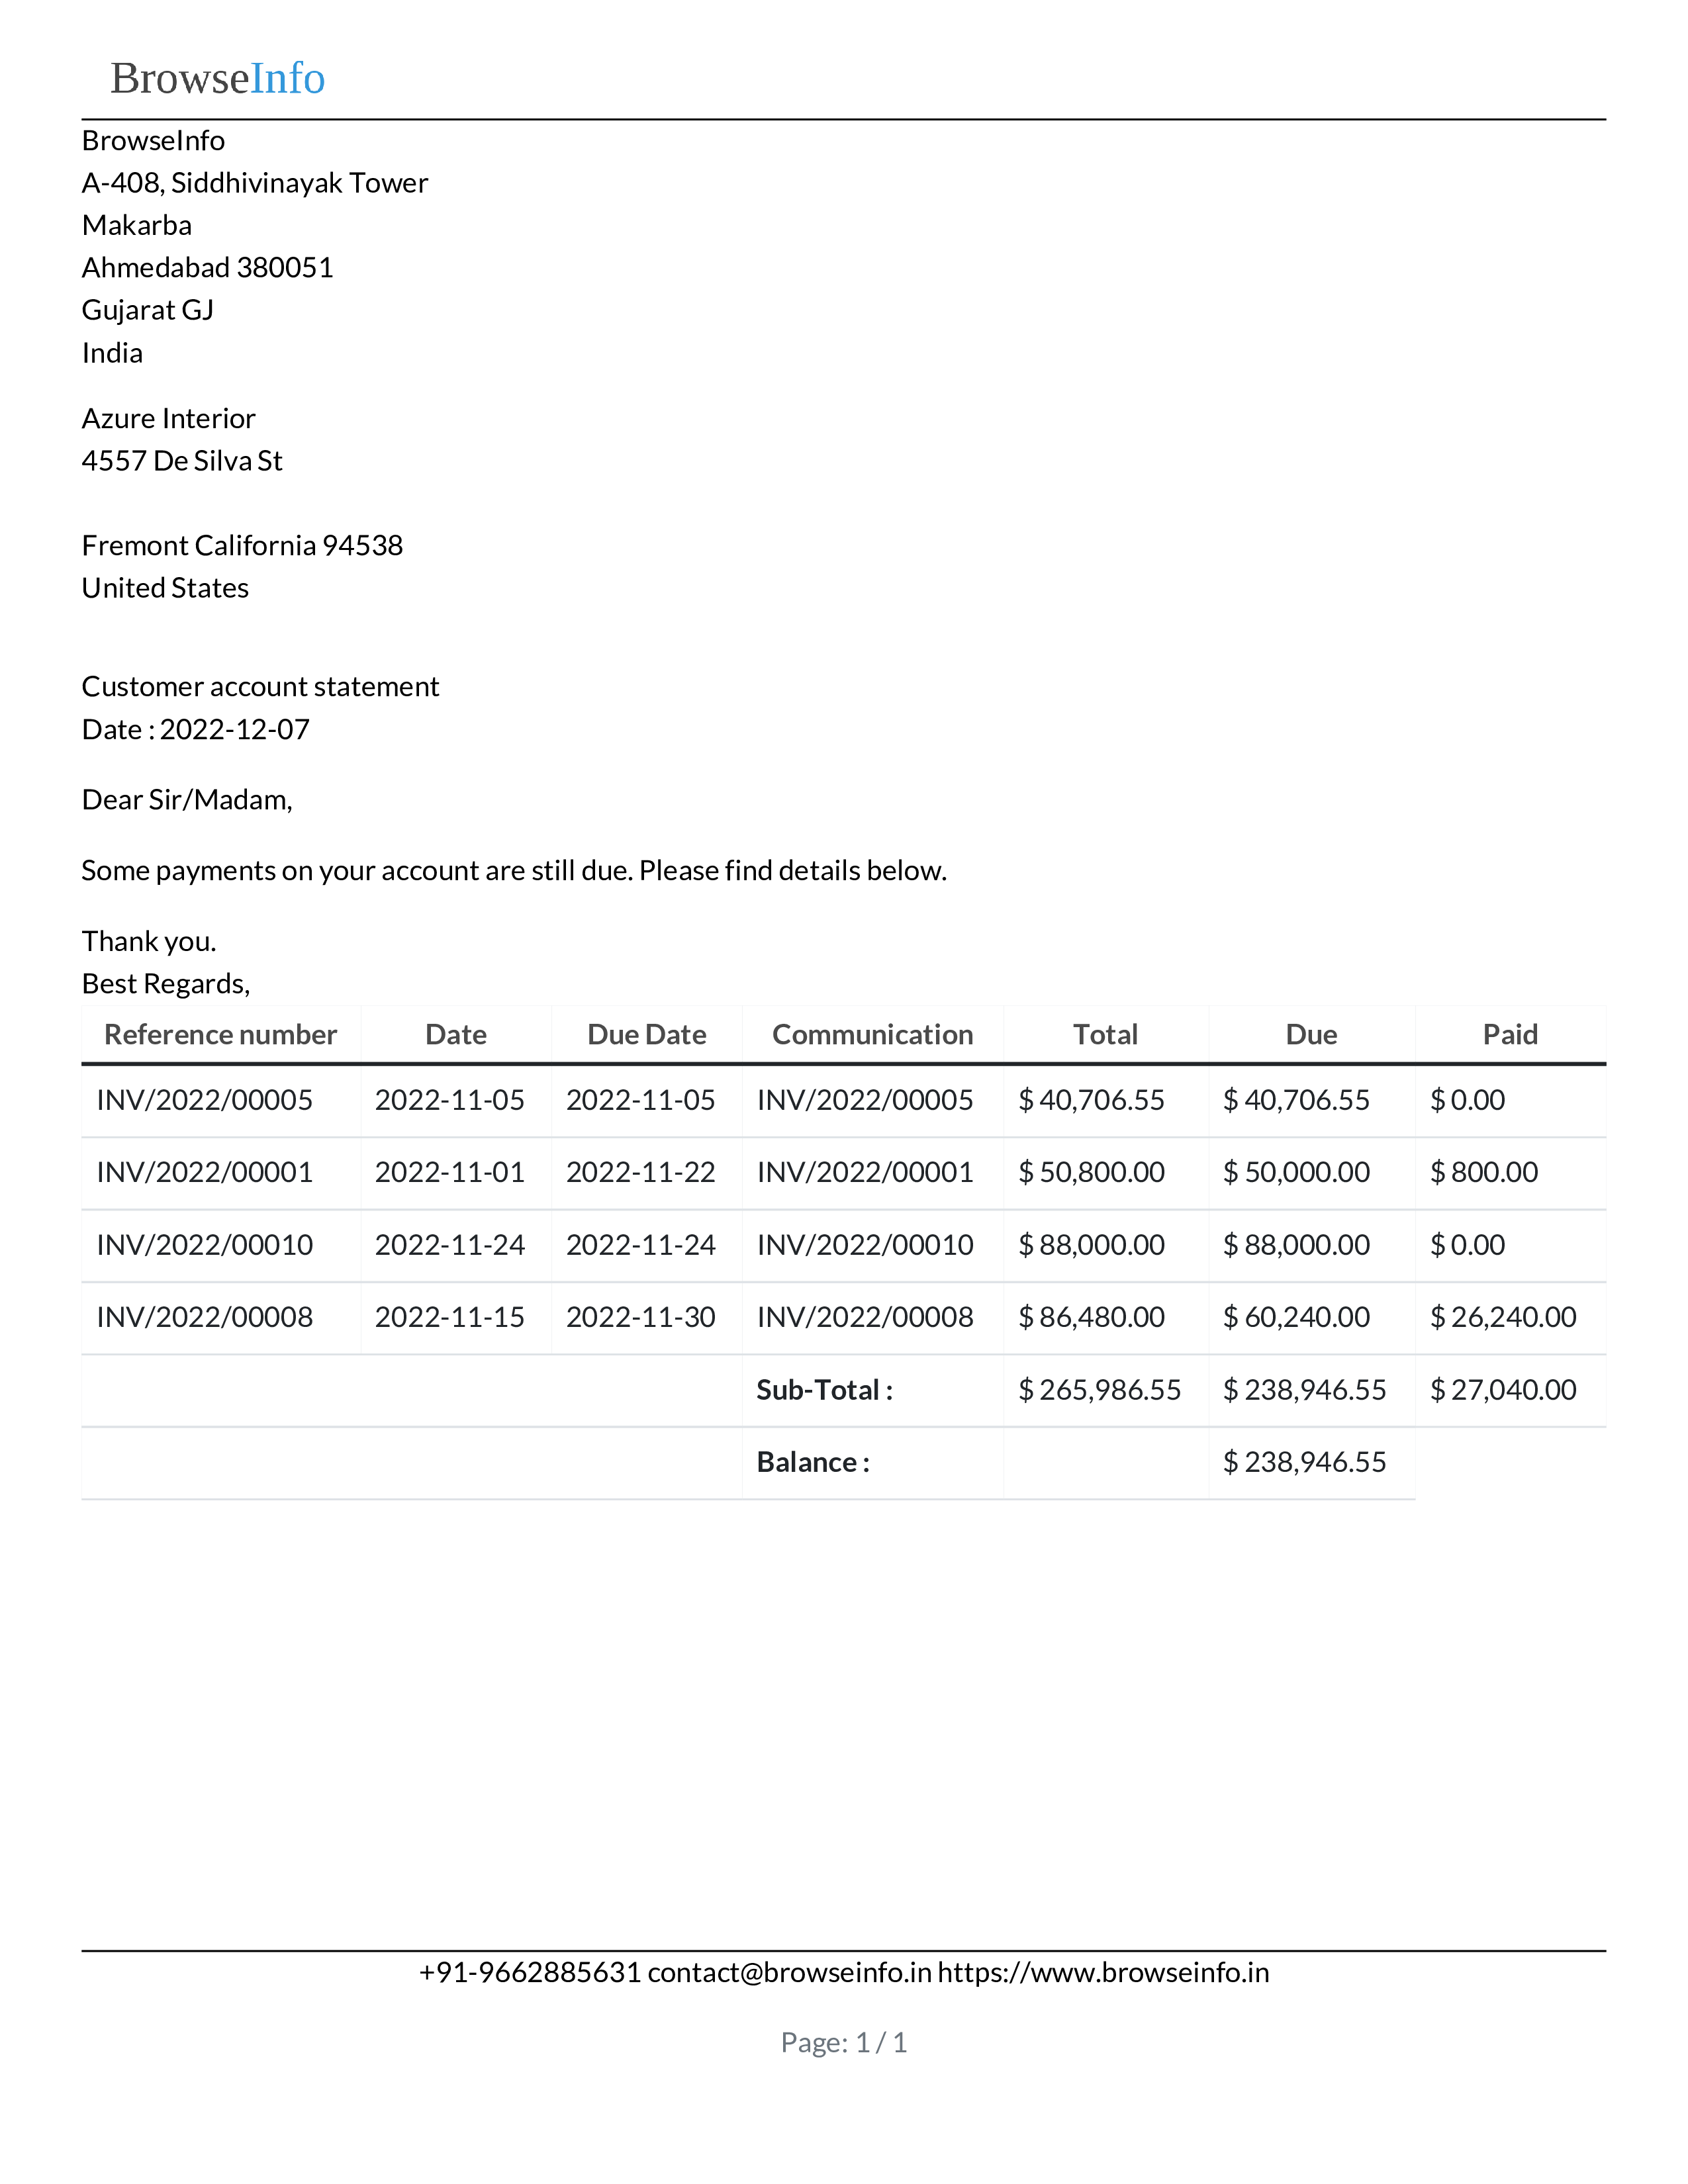 BrowseInfo
BrowseInfo
A-408, Siddhivinayak Tower
Makarba
Ahmedabad 380051
Gujarat GJ
India
Azure Interior
4557 De Silva St
Fremont California 94538
United States
Customer account statement
Date : 2022-12-07
Dear Sir/Madam,
Some payments on your account are still due. Please find details below.
Thank you.
Best Regards,
Reference number Date Due Date Communication Total Due Paid
INV/2022/00005 2022-11-05 2022-11-05 INV/2022/00005 $ 40,706.55 $ 40,706.55 $ 0.00
INV/2022/00001 2022-11-01 2022-11-22 INV/2022/00001 $ 50,800.00 $ 50,000.00 $ 800.00
INV/2022/00010 2022-11-24 2022-11-24 INV/2022/00010 $ 88,000.00 $ 88,000.00 $ 0.00
INV/2022/00008 2022-11-15 2022-11-30 INV/2022/00008 $ 86,480.00 $ 60,240.00 $ 26,240.00
Sub-Total : $ 265,986.55 $ 238,946.55 $ 27,040.00
Balance : $ 238,946.55
+91-9662885631 contact@browseinfo.in https://www.browseinfo.in
Page: 1 / 1